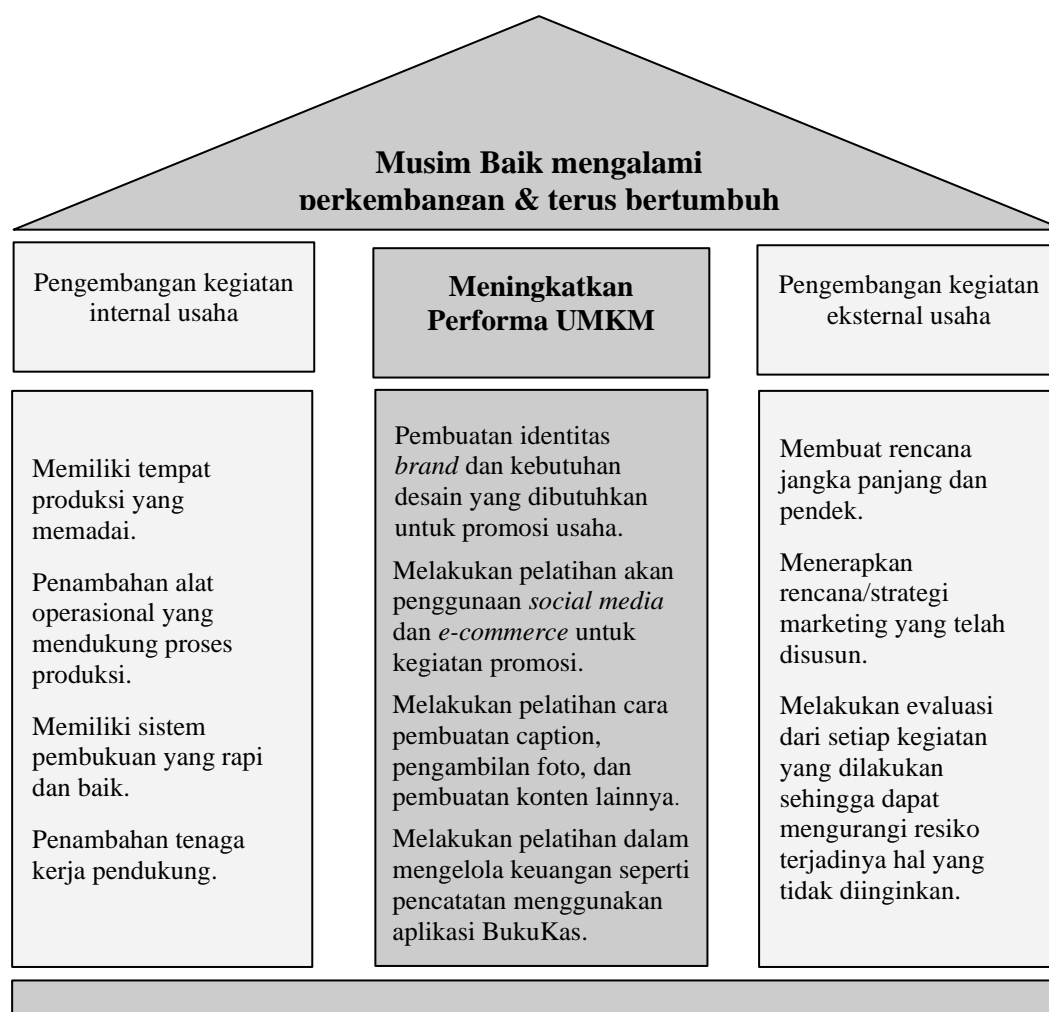 Musim Baik mengalami
perkembangan & terus bertumbuh
Pengembangan kegiatan
internal usaha
Memiliki tempat
produksi yang
memadai.
Penambahan alat
operasional yang
mendukung proses
produksi.
Memiliki sistem
pembukuan yang rapi
dan baik.
Penambahan tenaga
kerja pendukung.
Meningkatkan
Performa UMKM
Pembuatan identitas
brand dan kebutuhan
desain yang dibutuhkan
untuk promosi usaha.
Melakukan pelatihan akan
penggunaan social media
dan e-commerce untuk
kegiatan promosi.
Melakukan pelatihan cara
pembuatan caption,
pengambilan foto, dan
pembuatan konten lainnya.
Melakukan pelatihan dalam
mengelola keuangan seperti
pencatatan menggunakan
aplikasi BukuKas.
Pengembangan kegiatan
eksternal usaha
Membuat rencana
jangka panjang dan
pendek.
Menerapkan
rencana/strategi
marketing yang telah
disusun.
Melakukan evaluasi
dari setiap kegiatan
yang dilakukan
sehingga dapat
mengurangi resiko
terjadinya hal yang
tidak diinginkan.